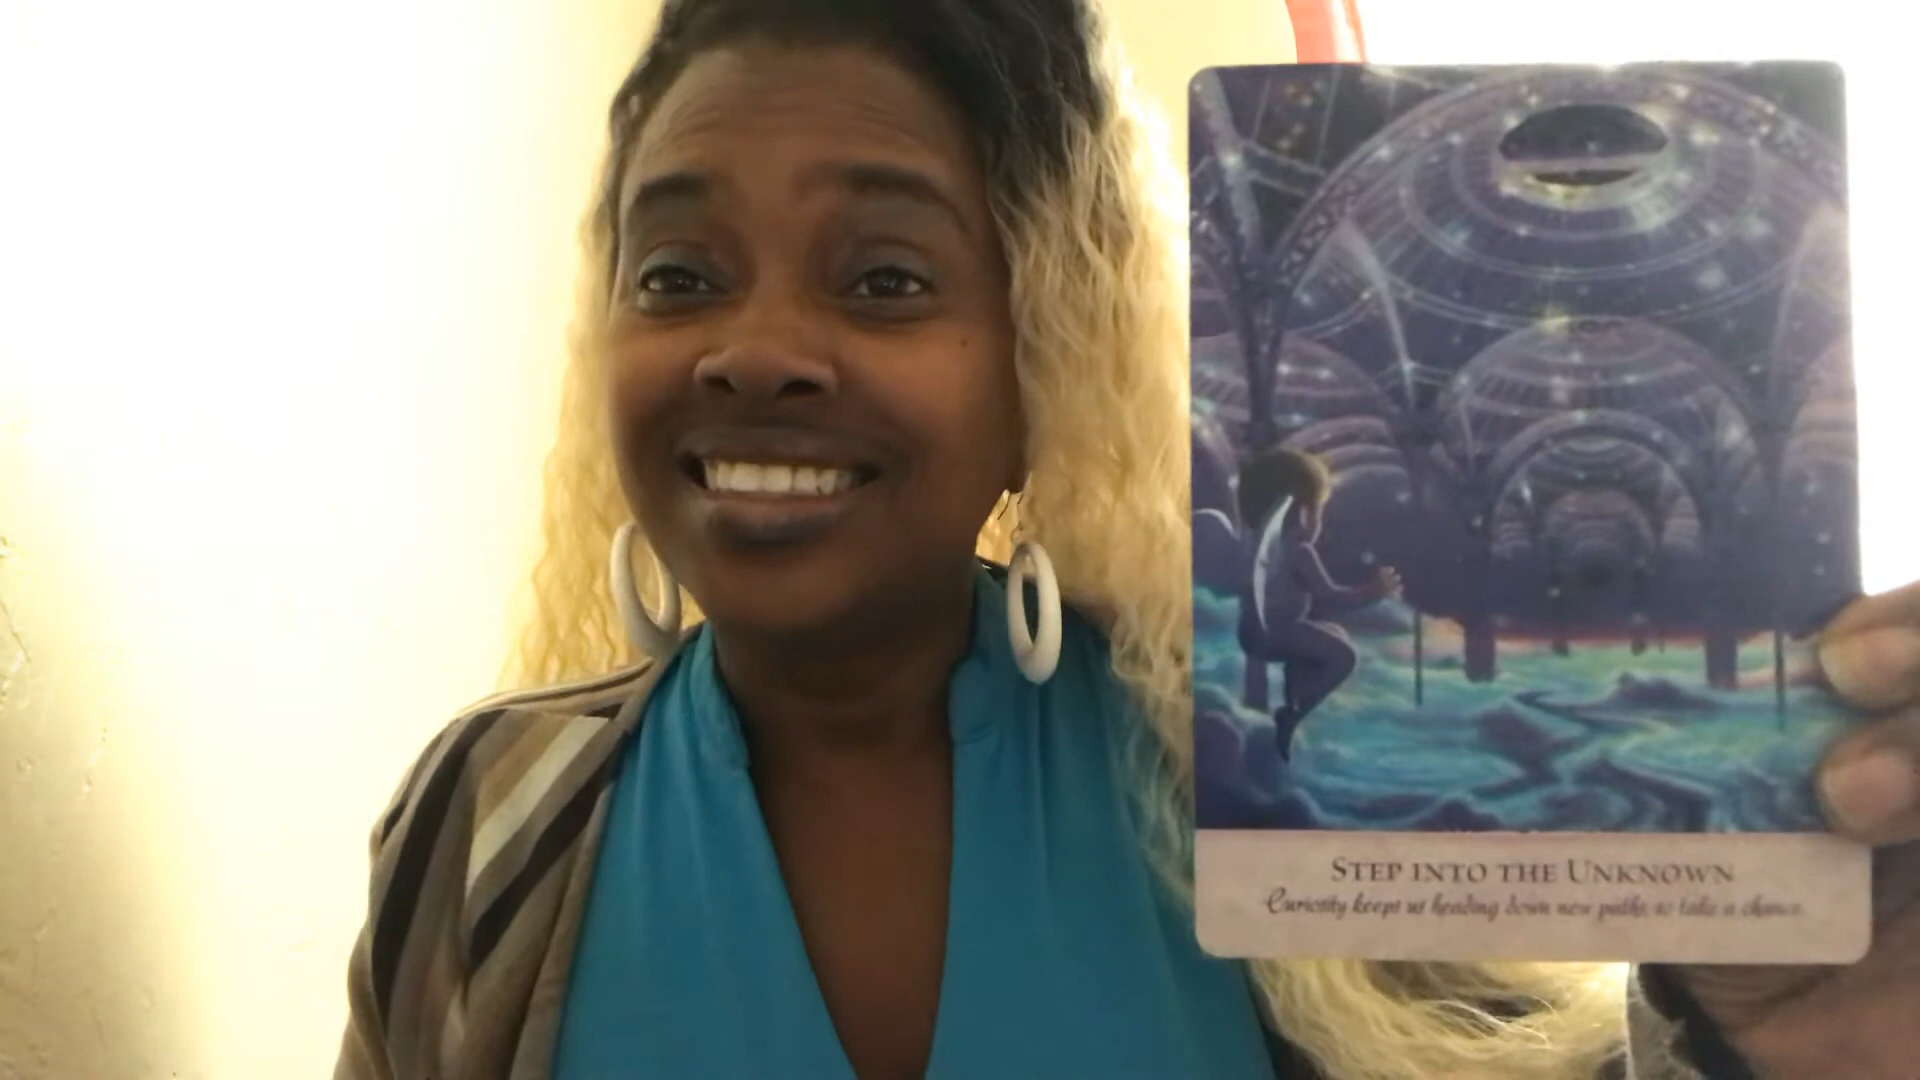 Step into the Unknown
Curiosity keeps us heading down new paths, so take a chance.